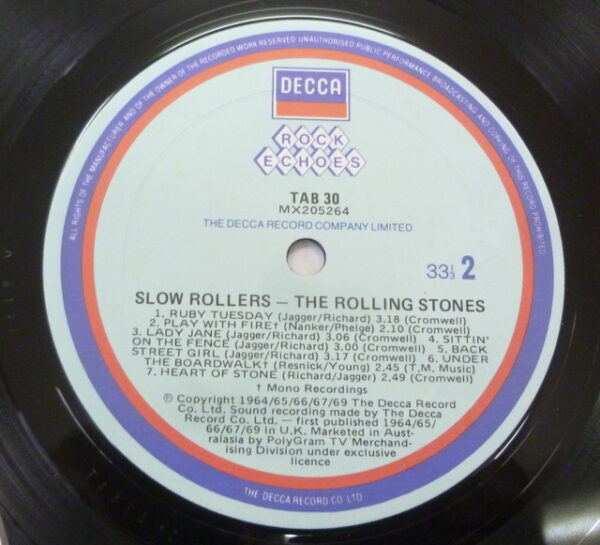 ALL RIGHTS OF THE MANUFACTURER AND OF THE OWNER OF THE RECORDED WORK RESERVED. UNAUTHORISED PUBLIC PERFORMANCE BROADCASTING AND COPYING OF THIS RECORD PROHIBITED
DECCA
ROCK
ECHOES
TAB 30
MX205264
THE DECCA RECORD COMPANY LIMITED
33⅓ 2
SLOW ROLLERS – THE ROLLING STONES
1. RUBY TUESDAY (Jagger/Richard) 3.18 (Cromwell)
2. PLAY WITH FIRE† (Nanker/Phelge) 2.10 (Cromwell)
3. LADY JANE (Jagger/Richard) 3.06 (Cromwell) 4. SITTIN'
ON THE FENCE (Jagger/Richard) 3.00 (Cromwell) 5. BACK
STREET GIRL (Jagger/Richard) 3.17 (Cromwell) 6. UNDER
THE BOARDWALK† (Resnick/Young) 2.45 (T.M. Music)
7. HEART OF STONE (Richard/Jagger) 2.49 (Cromwell)
† Mono Recordings
Ⓟ Copyright 1964/65/66/67/69 The Decca Record
Co. Ltd. Sound recording made by The Decca
Record Co. Ltd. — first published 1964/65/
66/67/69 in U.K. Marketed in Aust-
ralasia by PolyGram TV Merchand-
ising Division under exclusive
licence
THE DECCA RECORD CO LTD